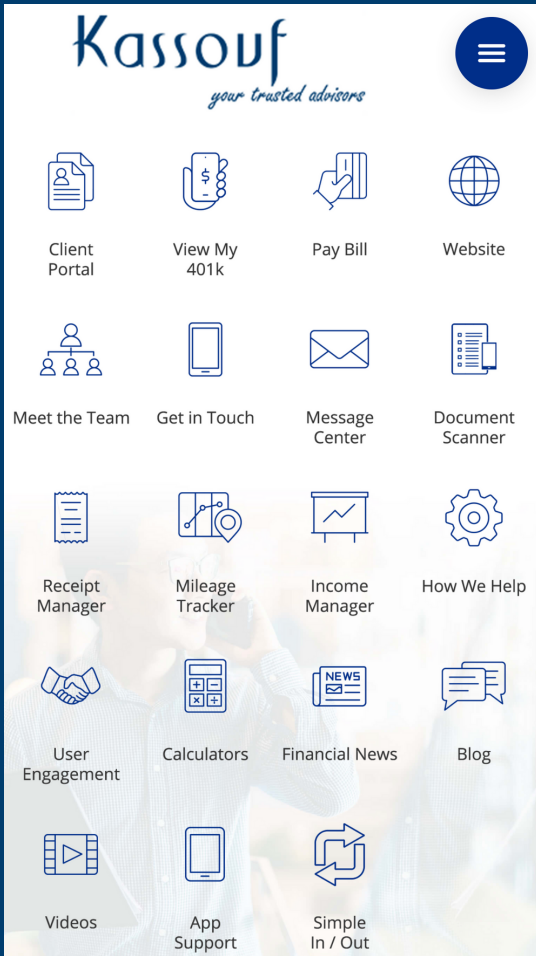 Kassouf
your trusted advisors
$
Client
Portal
View My
401k
Pay Bill
Website
Meet the Team
Get in Touch
Message
Center
Document
Scanner
Receipt
Manager
Mileage
Tracker
Income
Manager
How We Help
NEWS
User
Engagement
Calculators
Financial News
Blog
Videos
App
Support
Simple
In / Out